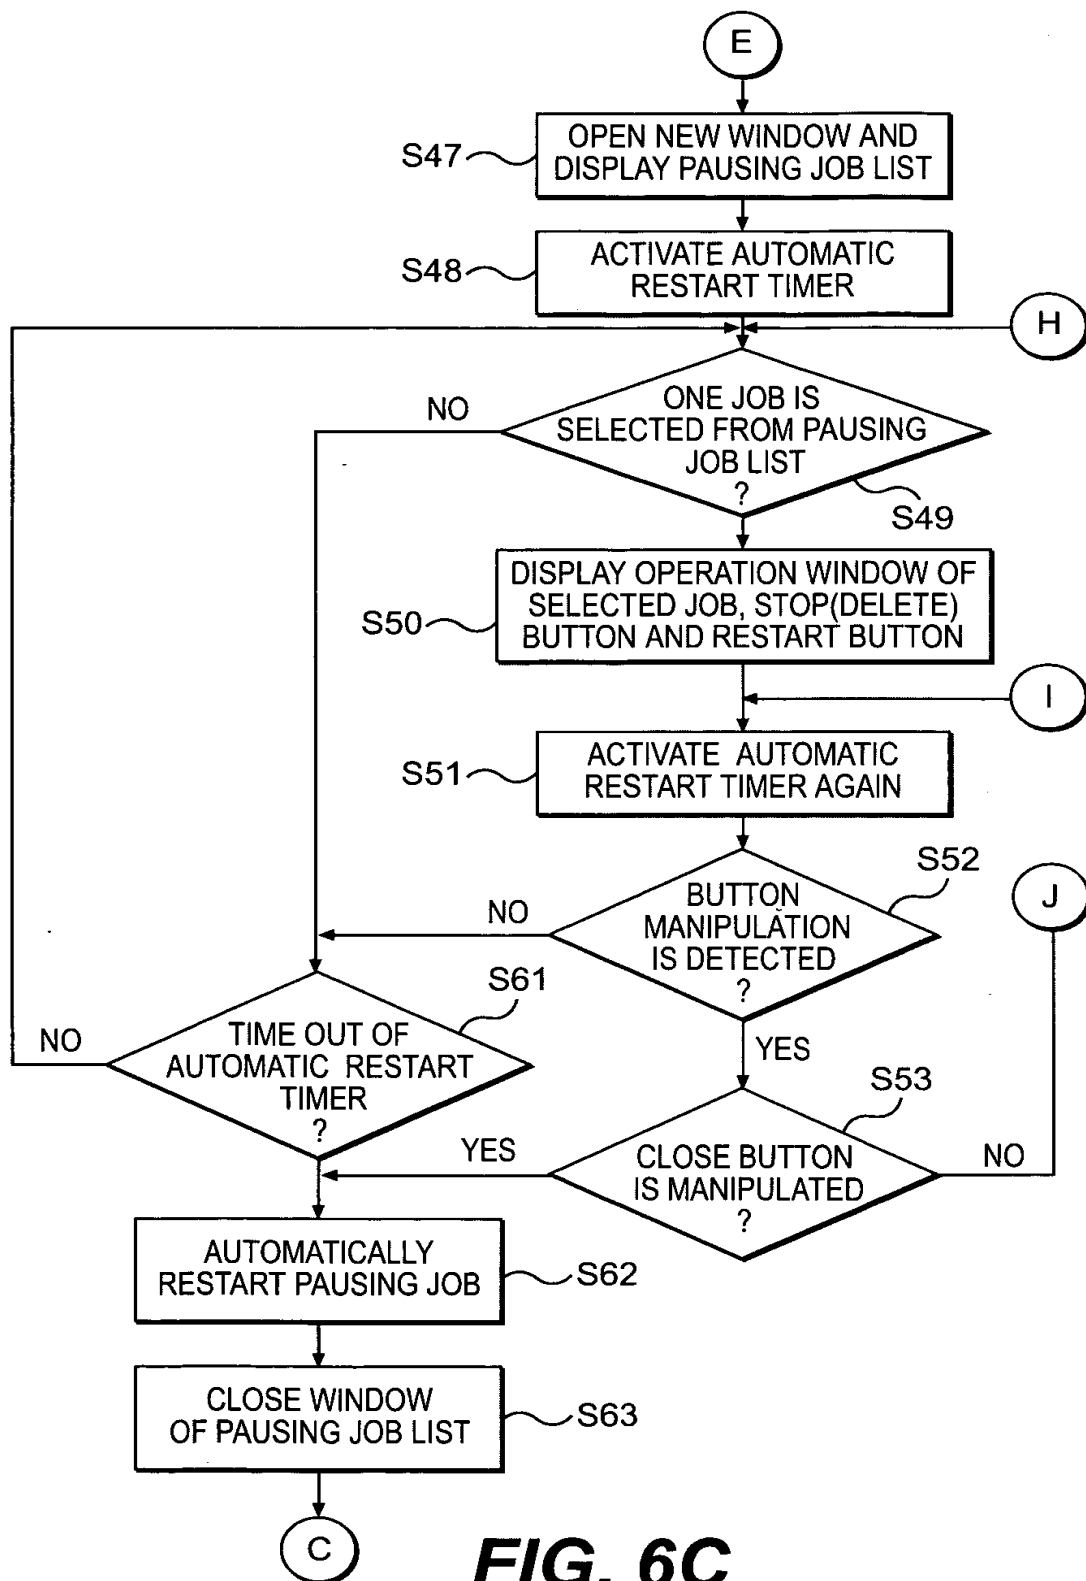 E
OPEN NEW WINDOW AND
DISPLAY PAUSING JOB LIST
S47
ACTIVATE AUTOMATIC
RESTART TIMER
S48
H
NO
ONE JOB IS
SELECTED FROM PAUSING
JOB LIST
?
S49
DISPLAY OPERATION WINDOW OF
SELECTED JOB, STOP(DELETE)
BUTTON AND RESTART BUTTON
S50
I
ACTIVATE AUTOMATIC
RESTART TIMER AGAIN
S51
S52
J
BUTTON
MANIPULATION
IS DETECTED
?
NO
YES
S61
NO
TIME OUT OF
AUTOMATIC RESTART
TIMER
?
S53
YES
CLOSE BUTTON
IS MANIPULATED
?
NO
AUTOMATICALLY
RESTART PAUSING JOB
S62
CLOSE WINDOW
OF PAUSING JOB LIST
S63
C
FIG. 6C